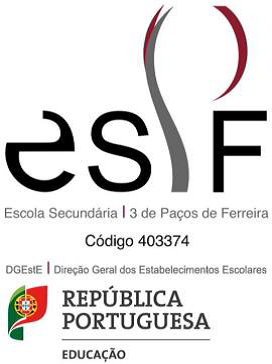 esPF
Escola Secundária | 3 de Paços de Ferreira
Código 403374
DGEstE | Direção Geral dos Estabelecimentos Escolares
REPÚBLICA
PORTUGUESA
EDUCAÇÃO